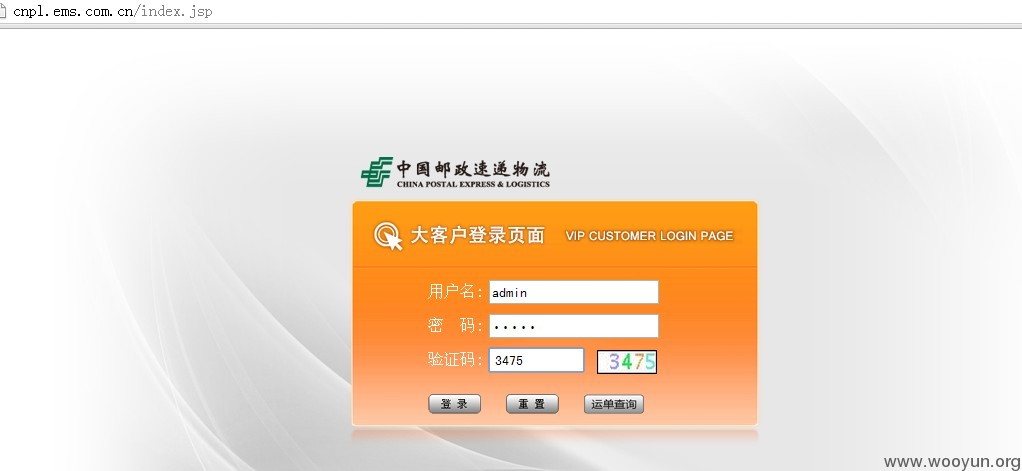 cnpl.ems.com.cn/index.jsp
中国邮政速递物流
CHINA POSTAL EXPRESS & LOGISTICS
大客户登录页面 VIP CUSTOMER LOGIN PAGE
用户名: admin
密 码: •••••
验证码: 3475 3475
登 录 重 置 运单查询
www.wooyun.org